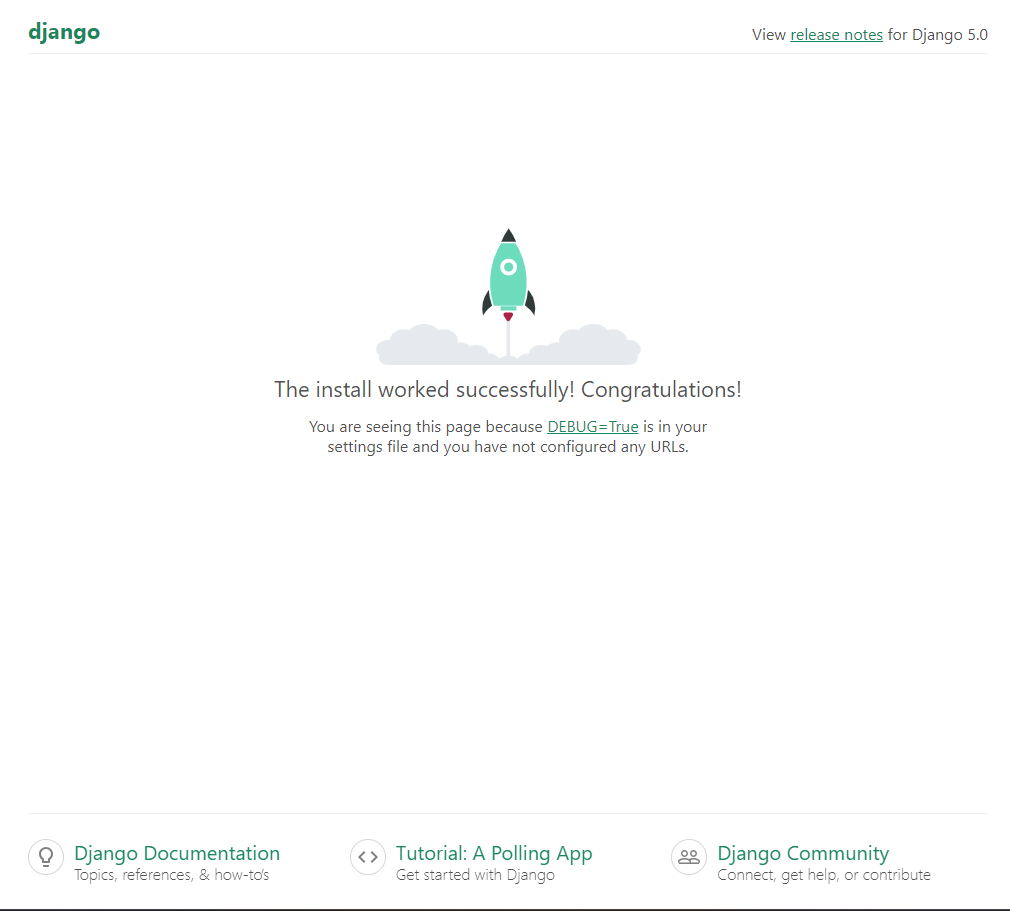 django
View release notes for Django 5.0
The install worked successfully! Congratulations!
You are seeing this page because DEBUG=True is in your
settings file and you have not configured any URLs.
Django Documentation
Topics, references, & how-to’s
Tutorial: A Polling App
Get started with Django
Django Community
Connect, get help, or contribute